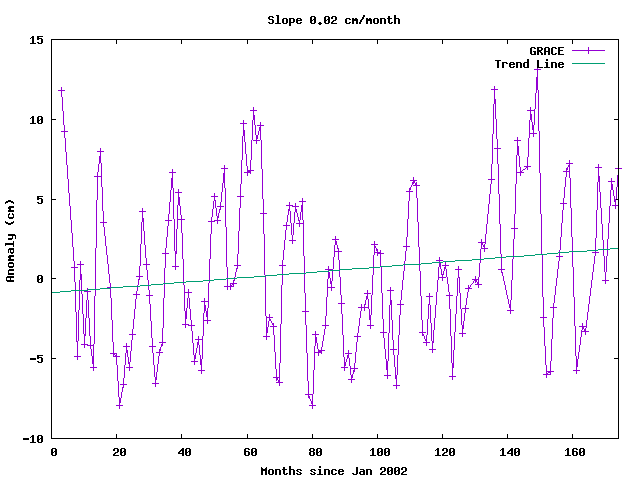 Slope 0.02 cm/month
GRACE
Trend Line
15
10
5
0
-5
-10
Anomaly (cm)
0 20 40 60 80 100 120 140 160
Months since Jan 2002